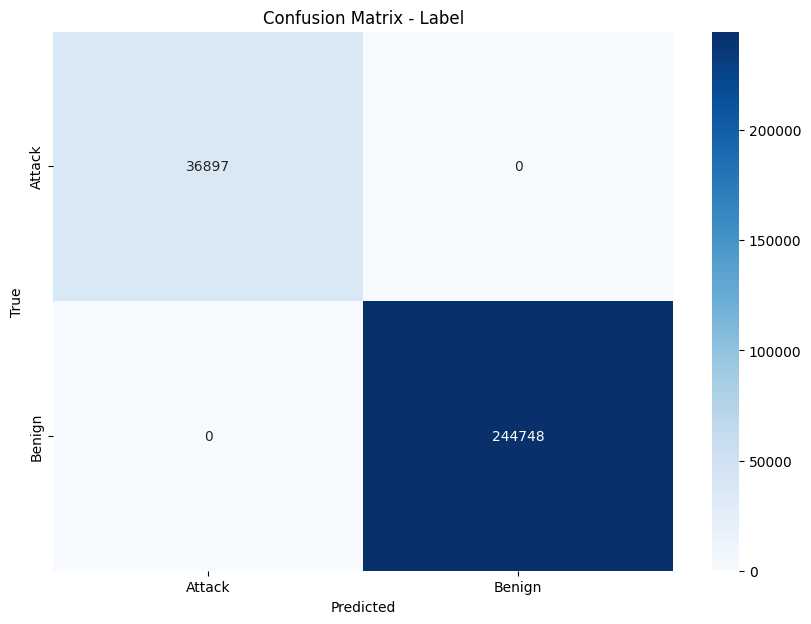 Confusion Matrix - Label
Attack
36897
0
200000
150000
True
100000
Benign
0
244748
50000
0
Attack
Benign
Predicted